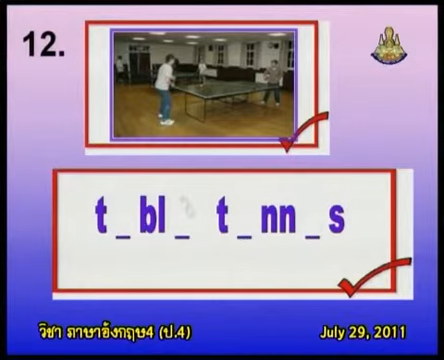 12.
t _ bl _ t _ nn _ s
วิชา ภาษาอังกฤษ4 (ป.4)
July 29, 2011